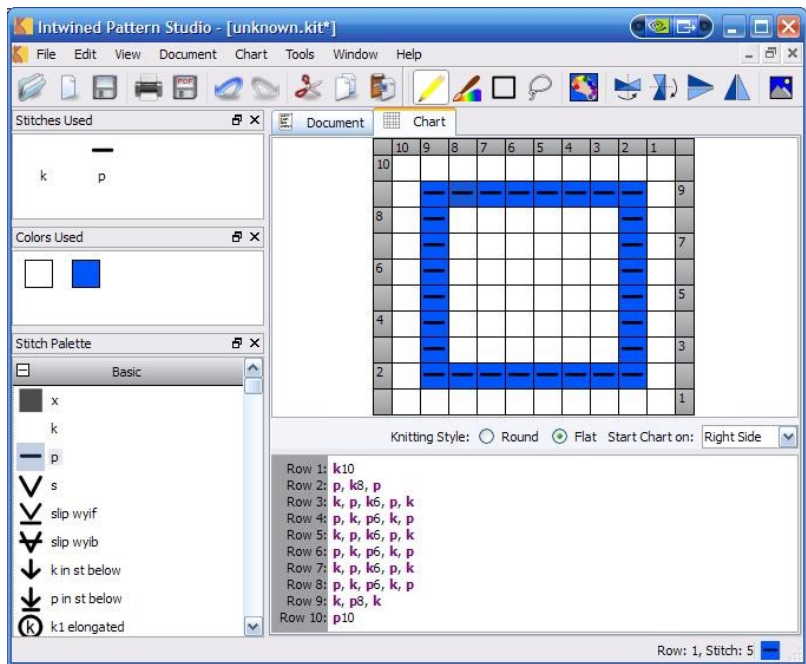 Intwined Pattern Studio - [unknown.kit*]
File Edit View Document Chart Tools Window Help
PDF
Stitches Used
k p
Colors Used
Stitch Palette
Basic
x
k
p
s
slip wyif
slip wyib
k in st below
p in st below
k k1 elongated
Document Chart
10 9 8 7 6 5 4 3 2 1
10
9
8
7
6
5
4
3
2
1
Knitting Style: Round Flat Start Chart on: Right Side
Row 1: k10
Row 2: p, k8, p
Row 3: k, p, k6, p, k
Row 4: p, k, p6, k, p
Row 5: k, p, k6, p, k
Row 6: p, k, p6, k, p
Row 7: k, p, k6, p, k
Row 8: p, k, p6, k, p
Row 9: k, p8, k
Row 10: p10
Row: 1, Stitch: 5